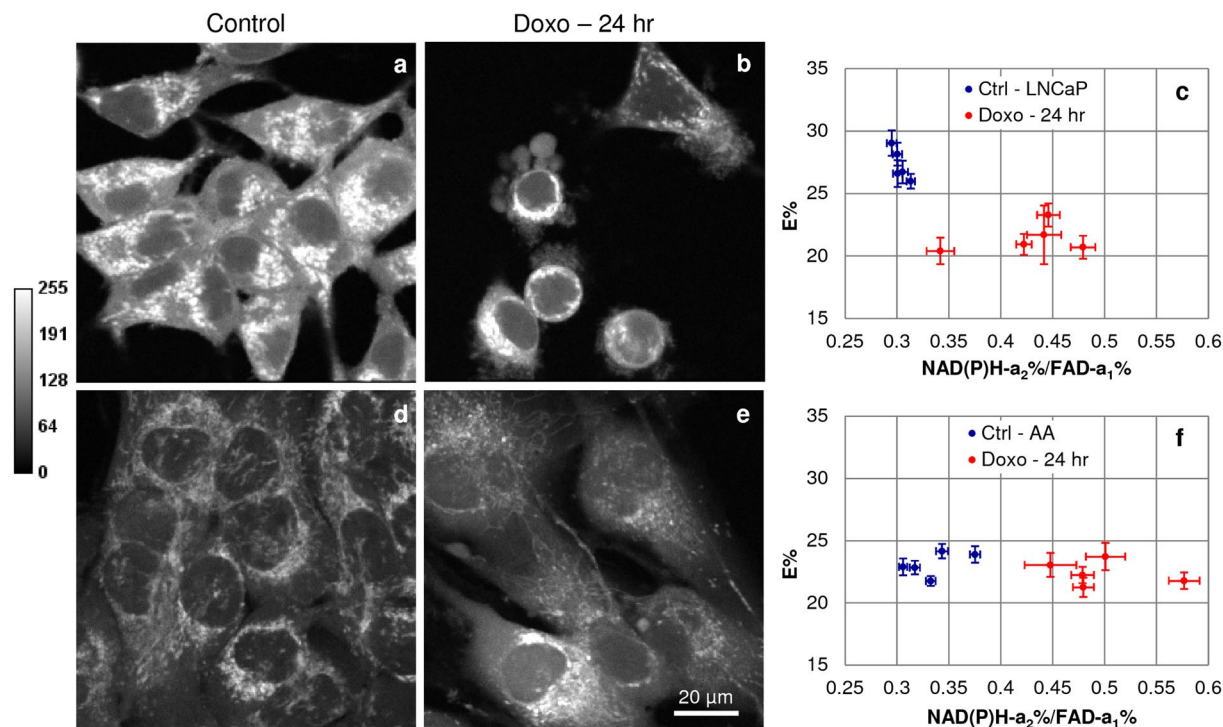 Control
Doxo – 24 hr
a
b
c
35
30
25
20
15
E%
Ctrl - LNCaP
Doxo - 24 hr
0.25 0.3 0.35 0.4 0.45 0.5 0.55 0.6
NAD(P)H-a₂%/FAD-a₁%
255
191
128
64
0
d
e
20 µm
f
35
30
25
20
15
E%
Ctrl - AA
Doxo - 24 hr
0.25 0.3 0.35 0.4 0.45 0.5 0.55 0.6
NAD(P)H-a₂%/FAD-a₁%